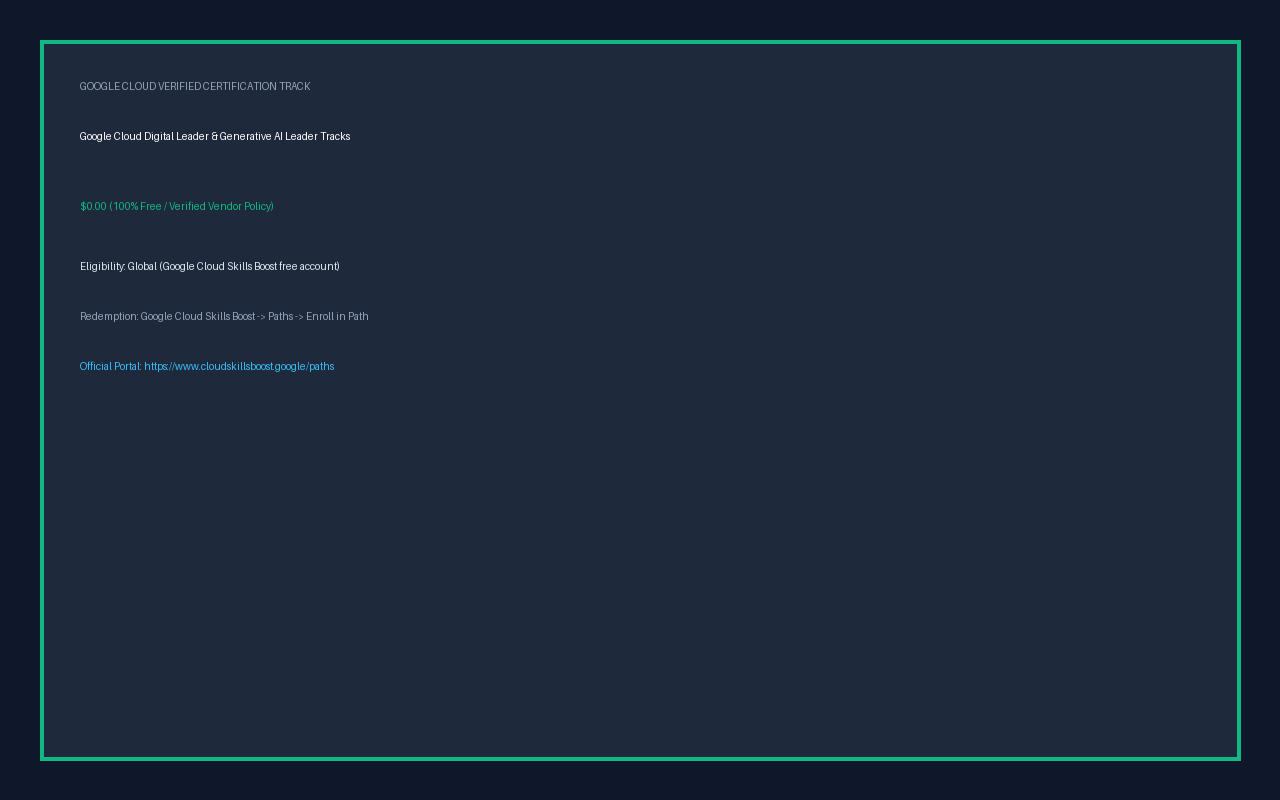 GOOGLE CLOUD VERIFIED CERTIFICATION TRACK
Google Cloud Digital Leader & Generative AI Leader Tracks
$0.00 (100% Free / Verified Vendor Policy)
Eligibility: Global (Google Cloud Skills Boost free account)
Redemption: Google Cloud Skills Boost -> Paths -> Enroll in Path
Official Portal: https://www.cloudskillsboost.google/paths